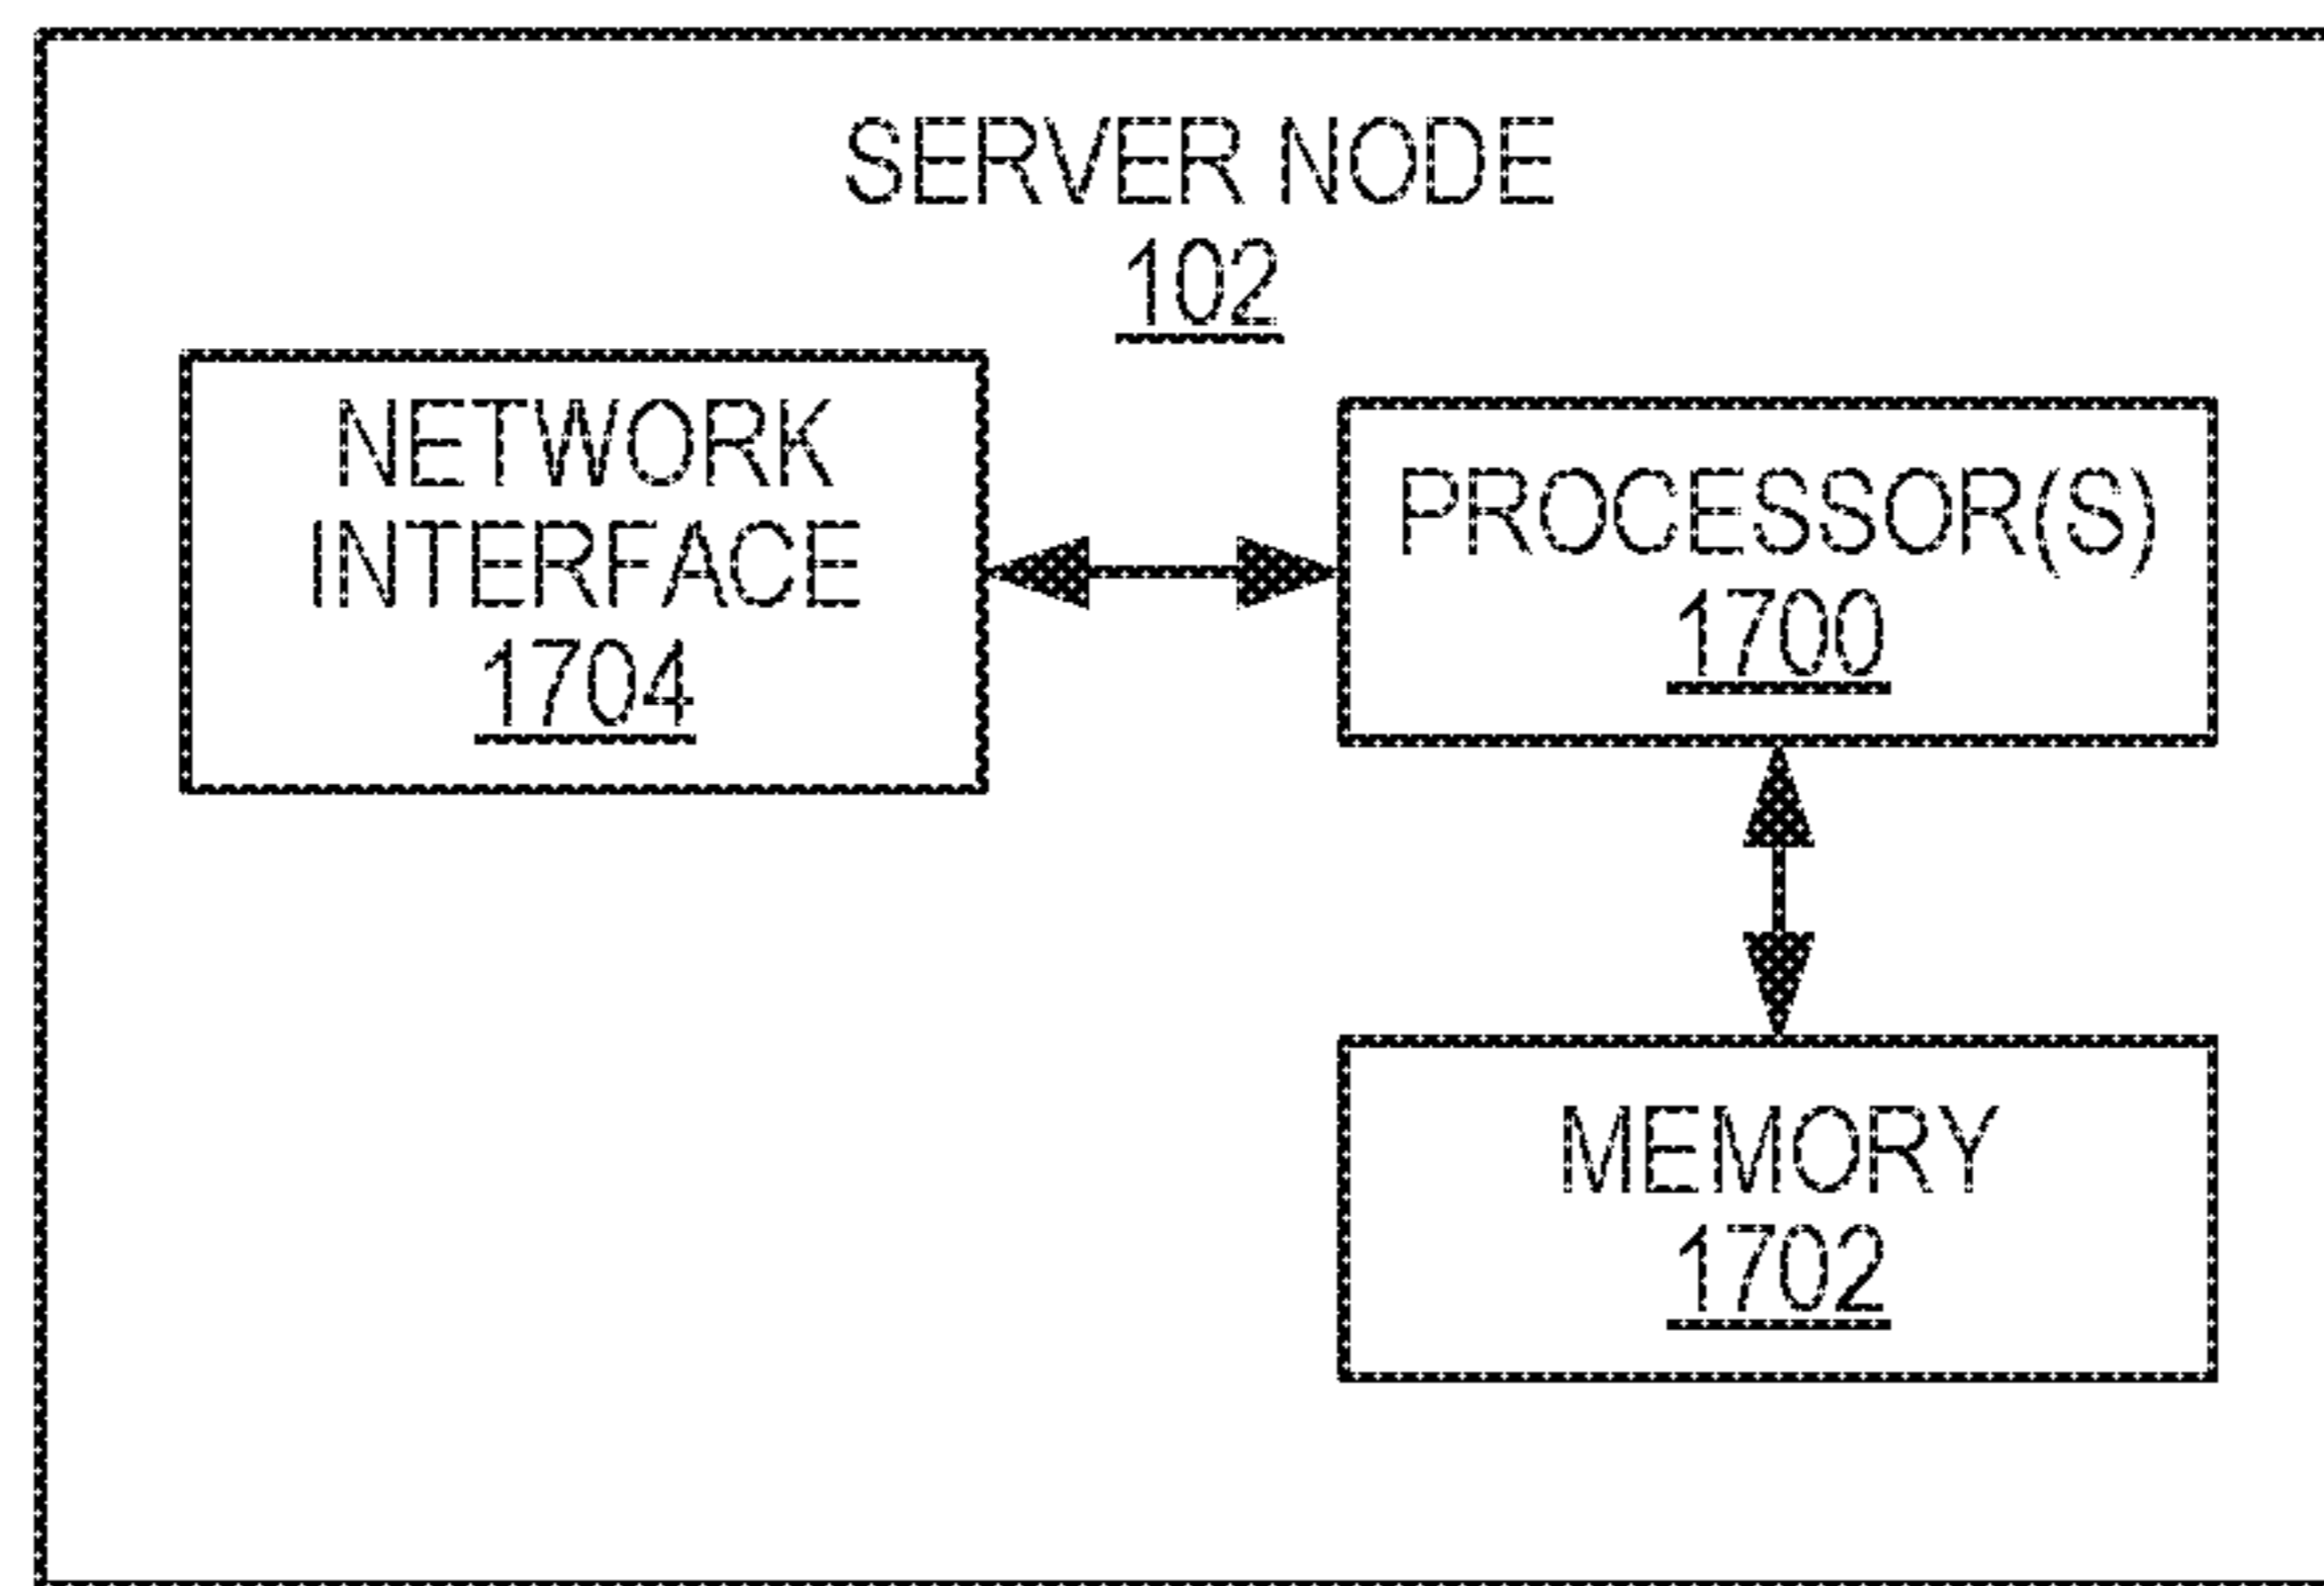 SERVER NODE
102
NETWORK
INTERFACE
1704
PROCESSOR(S)
1700
MEMORY
1702